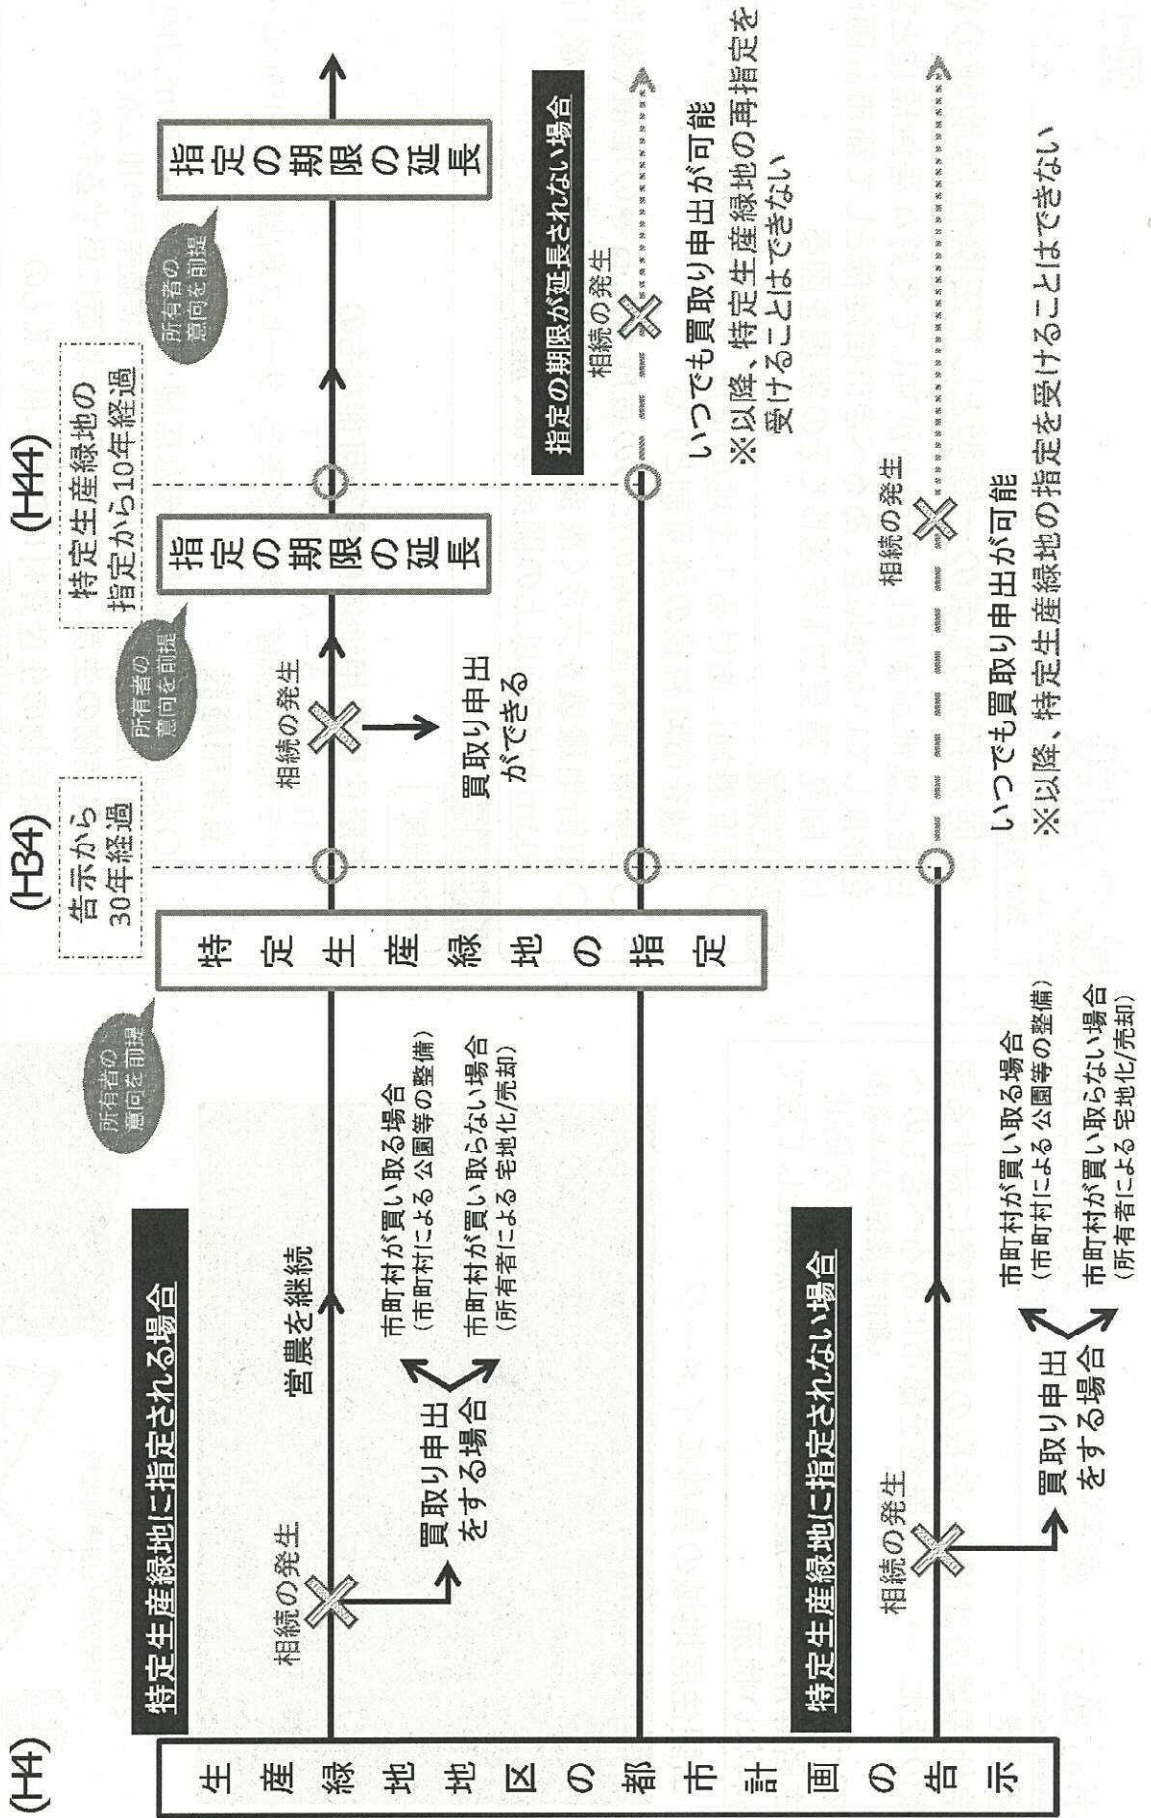 (H4)
(H34)
(H44)
告示から
30年経過
特定生産緑地の
指定から10年経過
生産緑地地区の都市計画の告示
特定生産緑地に指定される場合
所有者の
意向を前提
所有者の
意向を前提
所有者の
意向を前提
相続の発生
営農を継続
買取り申出
をする場合
市町村が買い取る場合
(市町村による公園等の整備)
市町村が買い取らない場合
(所有者による宅地化/売却)
特定生産緑地の指定
相続の発生
買取り申出
ができる
指定の期限の延長
指定の期限の延長
指定の期限が延長されない場合
相続の発生
いつでも買取り申出が可能
※以降、特定生産緑地の再指定を
受けることはできない
特定生産緑地に指定されない場合
相続の発生
買取り申出
をする場合
市町村が買い取る場合
(市町村による公園等の整備)
市町村が買い取らない場合
(所有者による宅地化/売却)
相続の発生
いつでも買取り申出が可能
※以降、特定生産緑地の指定を受けることはできない